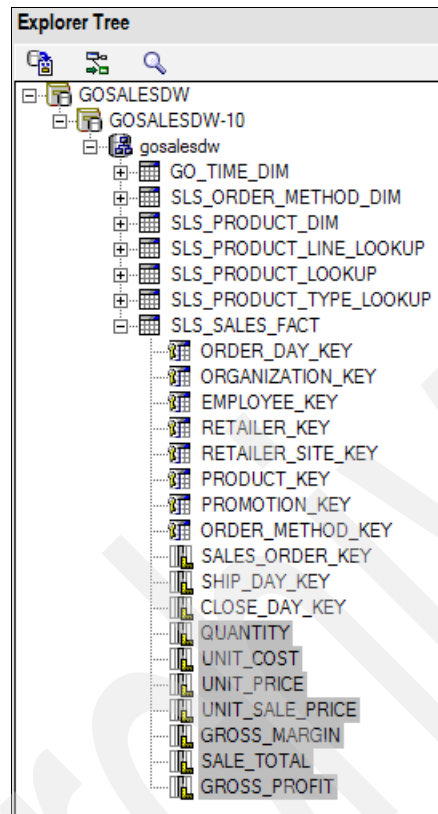 Explorer Tree
GOSALESDW
GOSALESDW-10
gosalesdw
GO_TIME_DIM
SLS_ORDER_METHOD_DIM
SLS_PRODUCT_DIM
SLS_PRODUCT_LINE_LOOKUP
SLS_PRODUCT_LOOKUP
SLS_PRODUCT_TYPE_LOOKUP
SLS_SALES_FACT
ORDER_DAY_KEY
ORGANIZATION_KEY
EMPLOYEE_KEY
RETAILER_KEY
RETAILER_SITE_KEY
PRODUCT_KEY
PROMOTION_KEY
ORDER_METHOD_KEY
SALES_ORDER_KEY
SHIP_DAY_KEY
CLOSE_DAY_KEY
QUANTITY
UNIT_COST
UNIT_PRICE
UNIT_SALE_PRICE
GROSS_MARGIN
SALE_TOTAL
GROSS_PROFIT